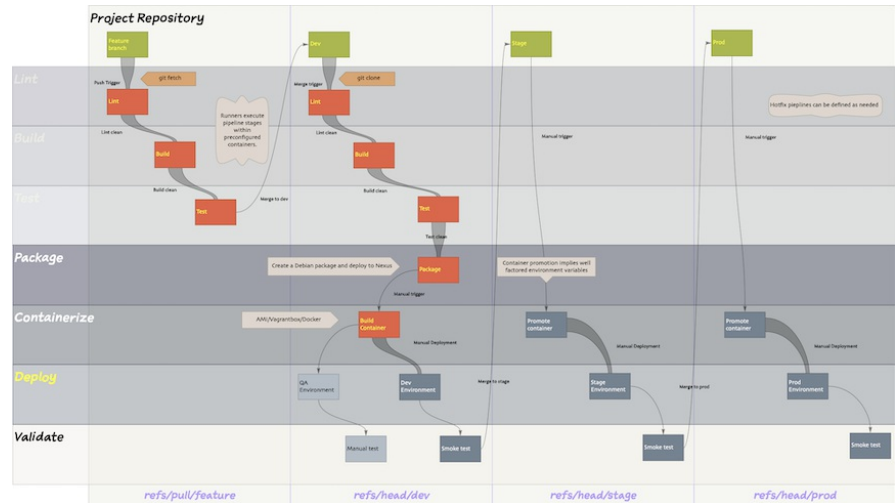 Project Repository
Feature
branch
Dev
Stage
Prod
Lint
Push Trigger
git fetch
Merge trigger
git clone
Lint
Lint
Runners execute
pipeline stages
within
preconfigured
containers.
Hotfix pieplines can be defined as needed
Build
Lint clean
Lint clean
Manual trigger
Manual trigger
Build
Build
Test
Build clean
Build clean
Merge to dev
Test
Test
Test clean
Package
Create a Debian package and deploy to Nexus
Package
Container promotion implies well
factored environment variables
Manual trigger
Containerize
AMI/Vagrantbox/Docker
Build
Container
Promote
container
Promote
container
Manual Deployment
Manual Deployment
Manual Deployment
Deploy
QA
Environment
Dev
Environment
Merge to stage
Stage
Environment
Merge to prod
Prod
Environment
Validate
Manual test
Smoke test
Smoke test
Smoke test
refs/pull/feature
refs/head/dev
refs/head/stage
refs/head/prod